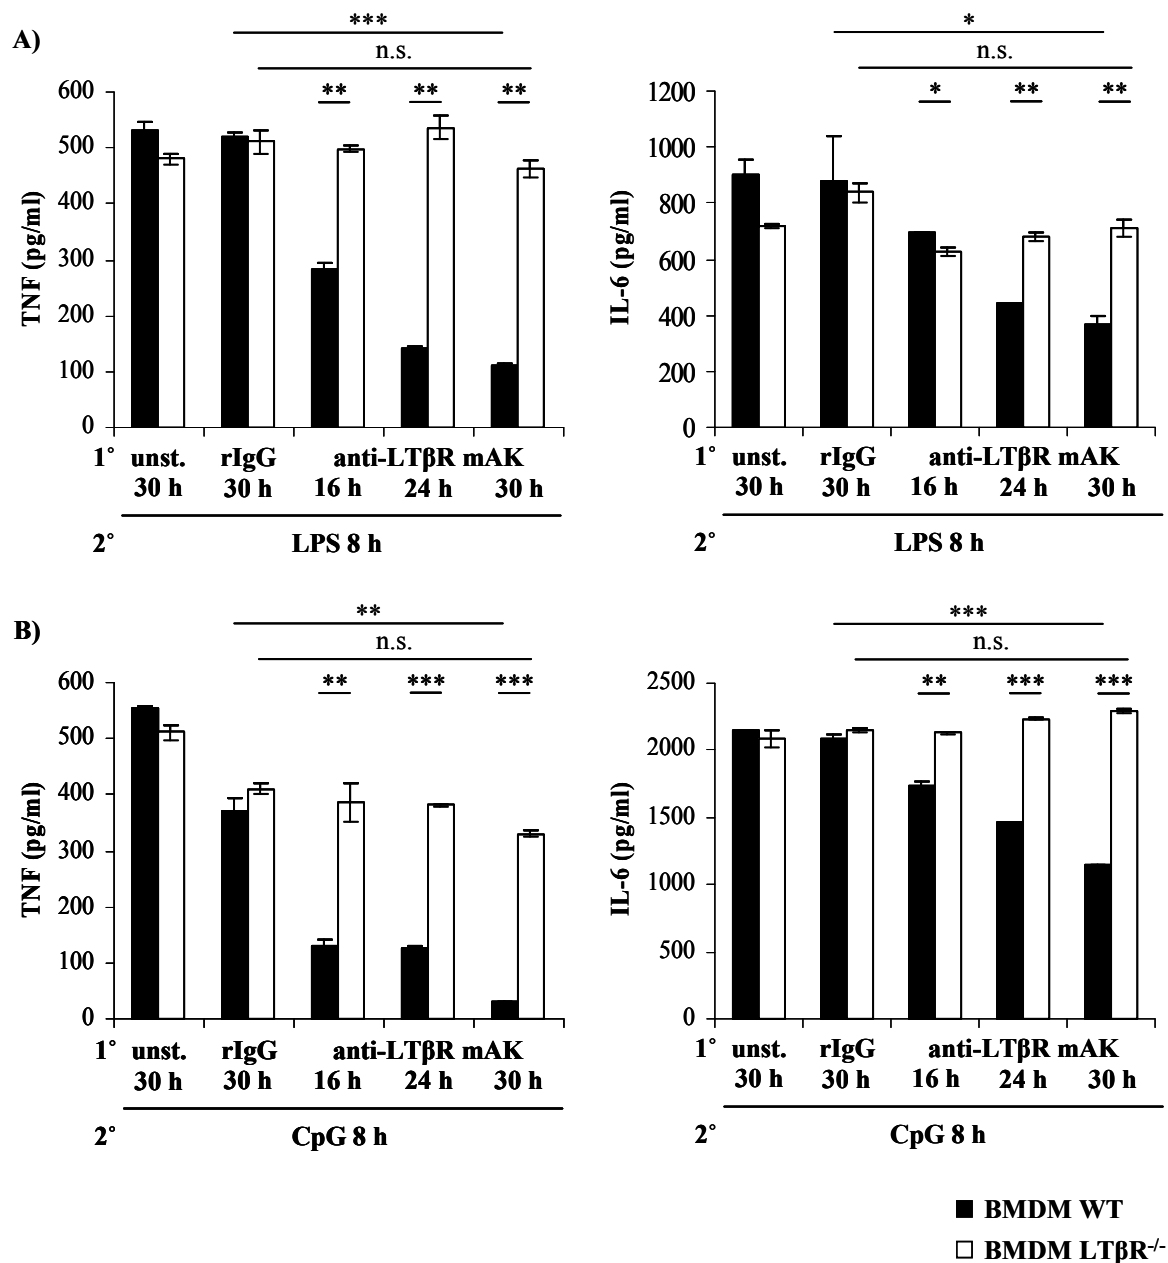 A)
***
n.s.
** ** **
TNF (pg/ml)
600
500
400
300
200
100
0
1° unst. rIgG anti-LTβR mAK
30 h 30 h 16 h 24 h 30 h
2° LPS 8 h
*
n.s.
* ** **
IL-6 (pg/ml)
1200
1000
800
600
400
200
0
1° unst. rIgG anti-LTβR mAK
30 h 30 h 16 h 24 h 30 h
2° LPS 8 h
B)
**
n.s.
** *** ***
TNF (pg/ml)
600
500
400
300
200
100
0
1° unst. rIgG anti-LTβR mAK
30 h 30 h 16 h 24 h 30 h
2° CpG 8 h
***
n.s.
** *** ***
IL-6 (pg/ml)
2500
2000
1500
1000
500
0
1° unst. rIgG anti-LTβR mAK
30 h 30 h 16 h 24 h 30 h
2° CpG 8 h
BMDM WT
BMDM LTβR-/-